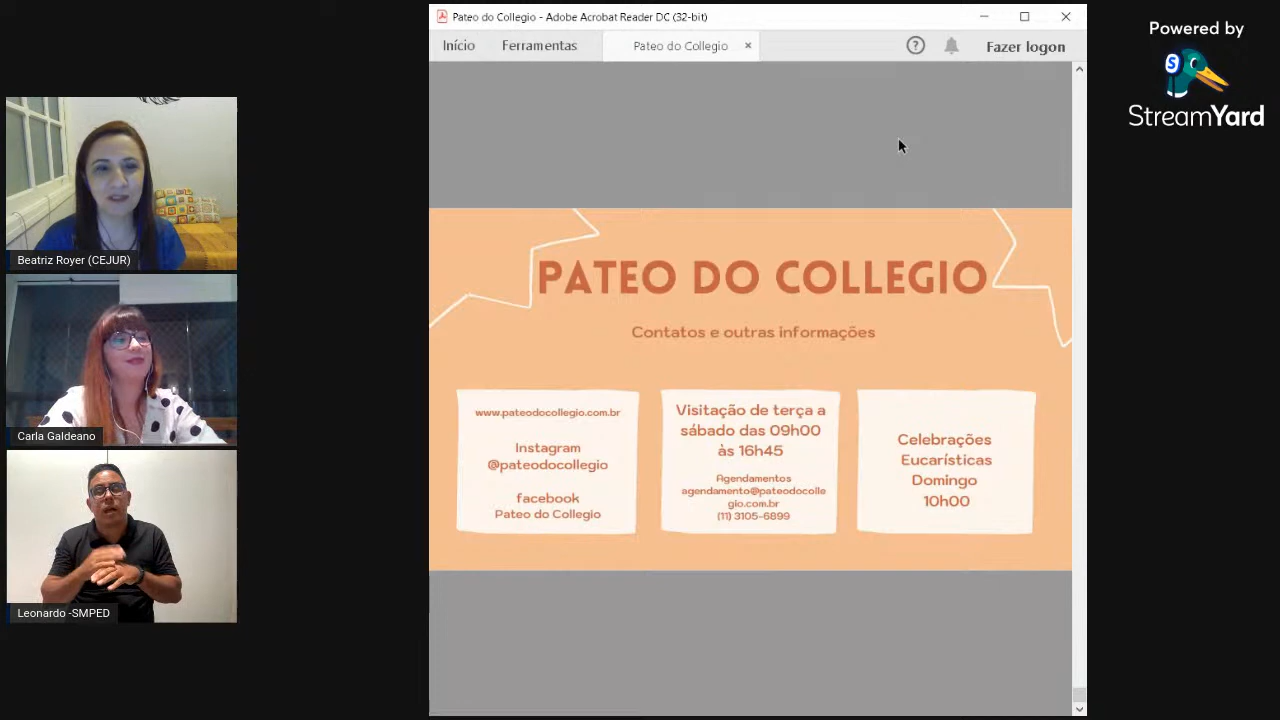 Pateo do Collegio - Adobe Acrobat Reader DC (32-bit)
Início
Ferramentas
Pateo do Collegio
Fazer logon
Powered by
S
StreamYard
Beatriz Royer (CEJUR)
Carla Galdeano
Leonardo -SMPED
PATEO DO COLLEGIO
Contatos e outras informações
www.pateodocollegio.com.br
Instagram
@pateodocollegio
facebook
Pateo do Collegio
Visitação de terça a
sábado das 09h00
às 16h45
Agendamentos
agendamento@pateodocolle
gio.com.br
(11) 3105-6899
Celebrações
Eucarísticas
Domingo
10h00